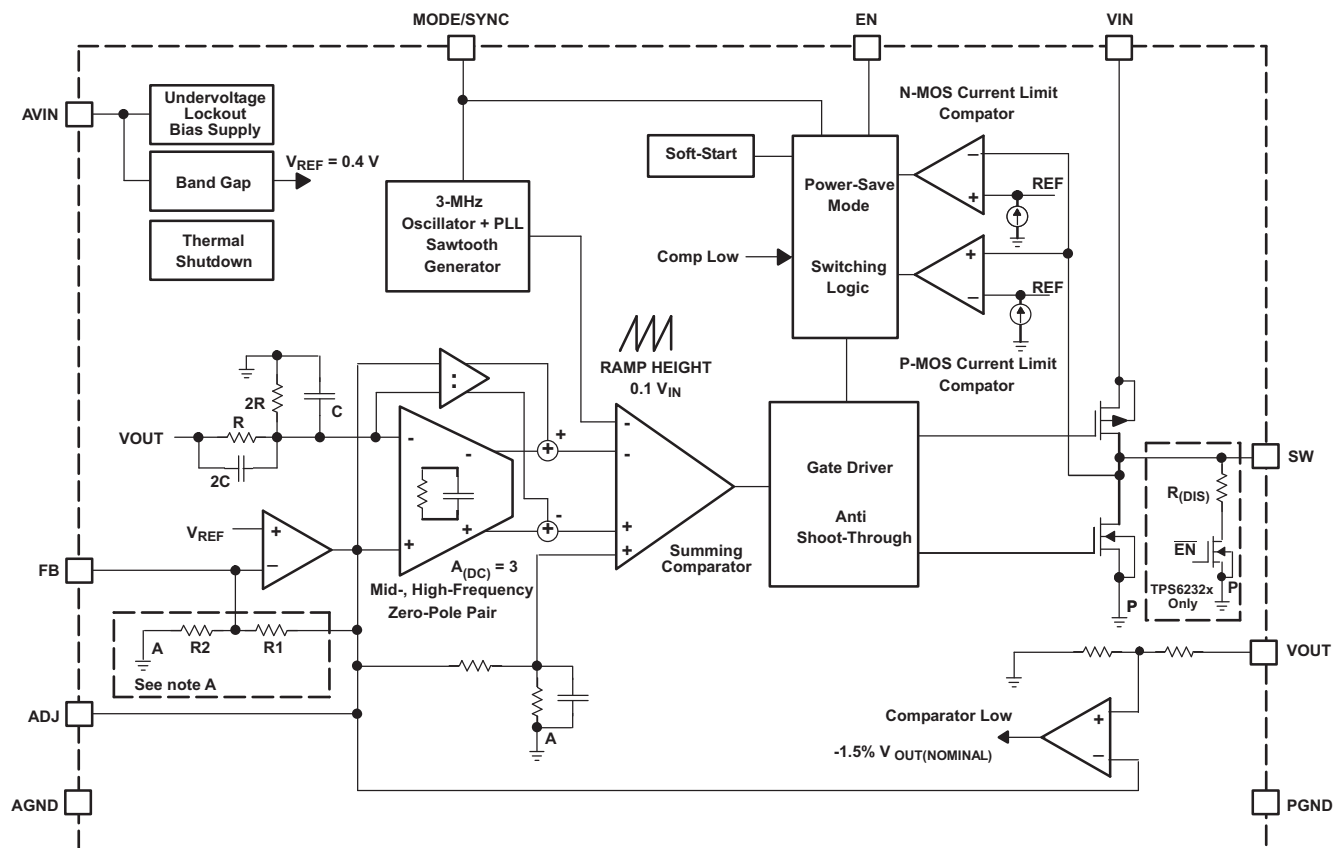 MODE/SYNC
EN
VIN
AVIN
Undervoltage
Lockout
Bias Supply
Band Gap
VREF = 0.4 V
Thermal
Shutdown
3-MHz
Oscillator + PLL
Sawtooth
Generator
Soft-Start
Power-Save
Mode
Switching
Logic
Comp Low
N-MOS Current Limit
Compator
−
+
REF
+
−
REF
P-MOS Current Limit
Compator
RAMP HEIGHT
0.1 VIN
2R
C
R
VOUT
2C
:
-
-
+
+
+
-
+
+
-
-
+
+
A(DC) = 3
Mid-, High-Frequency
Zero-Pole Pair
Summing
Comparator
Gate Driver
Anti
Shoot-Through
SW
R(DIS)
EN
P
TPS6232x
Only
P
VREF
+
−
FB
A
R2
R1
See note A
ADJ
A
VOUT
Comparator Low
-1.5% V OUT(NOMINAL)
+
−
AGND
PGND